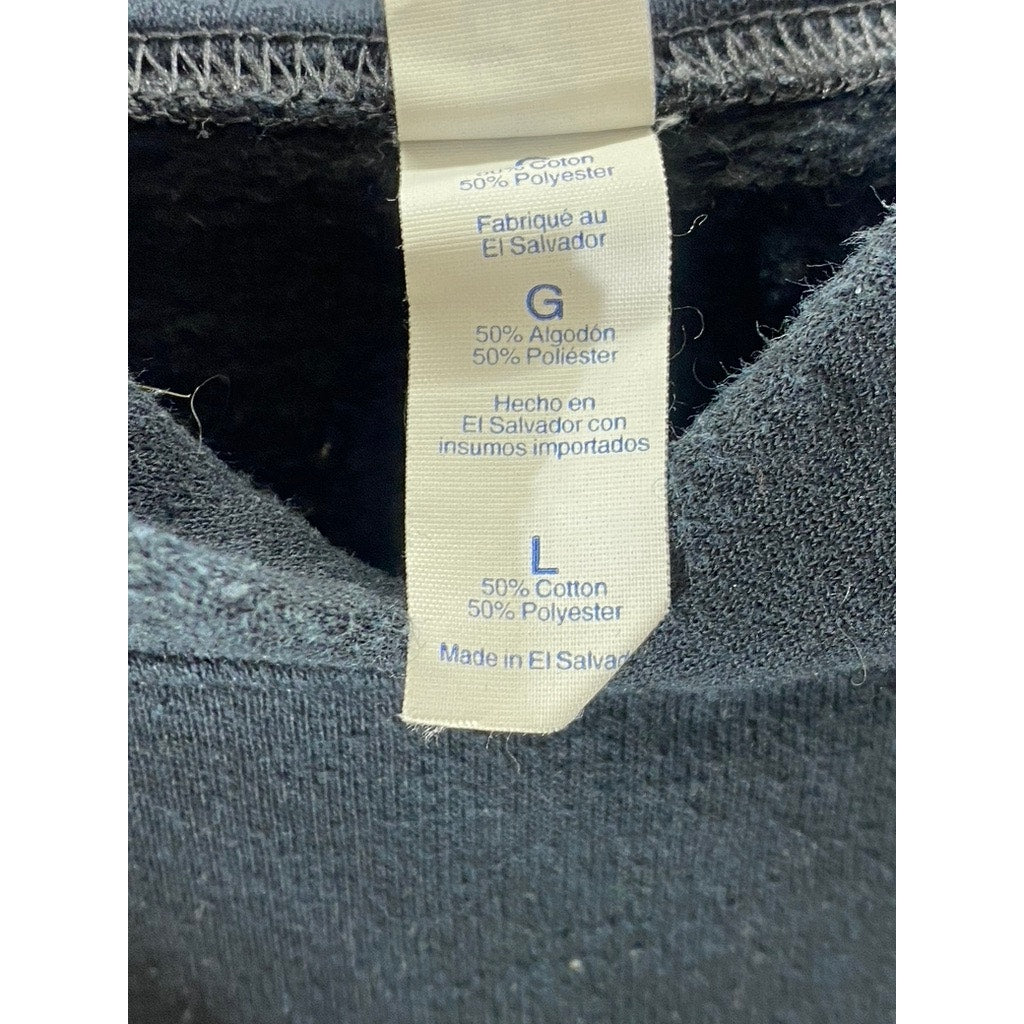 Coton
50% Polyester
Fabriqué au
El Salvador
G
50% Algodón
50% Poliéster
Hecho en
El Salvador con
insumos importados
L
50% Cotton
50% Polyester
Made in El Salvad